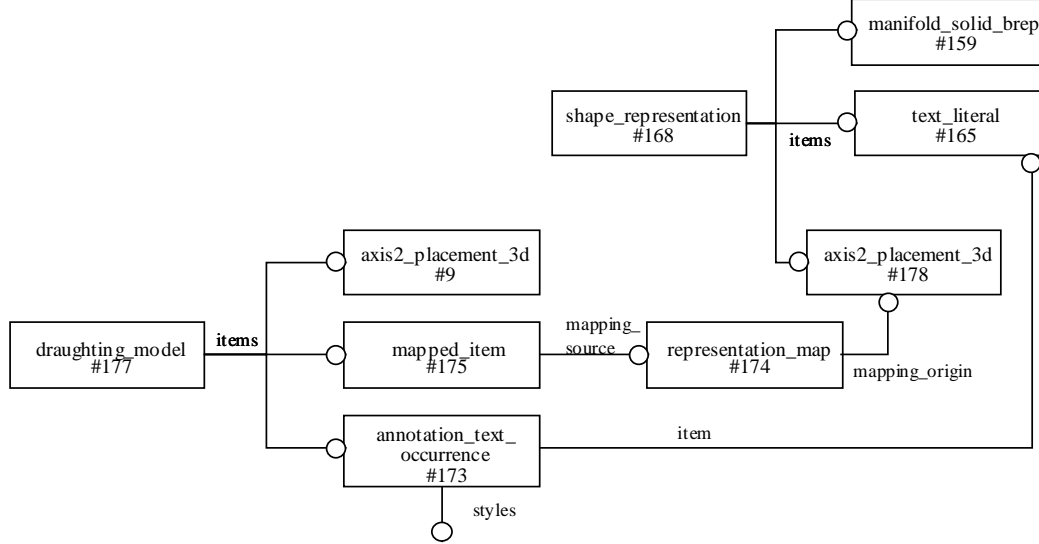 manifold_solid_brep
#159
shape_representation
#168
items
text_literal
#165
axis2_placement_3d
#9
axis2_placement_3d
#178
draughting_model
#177
items
mapped_item
#175
mapping_
source
representation_map
#174
mapping_origin
annotation_text_
occurrence
#173
item
styles